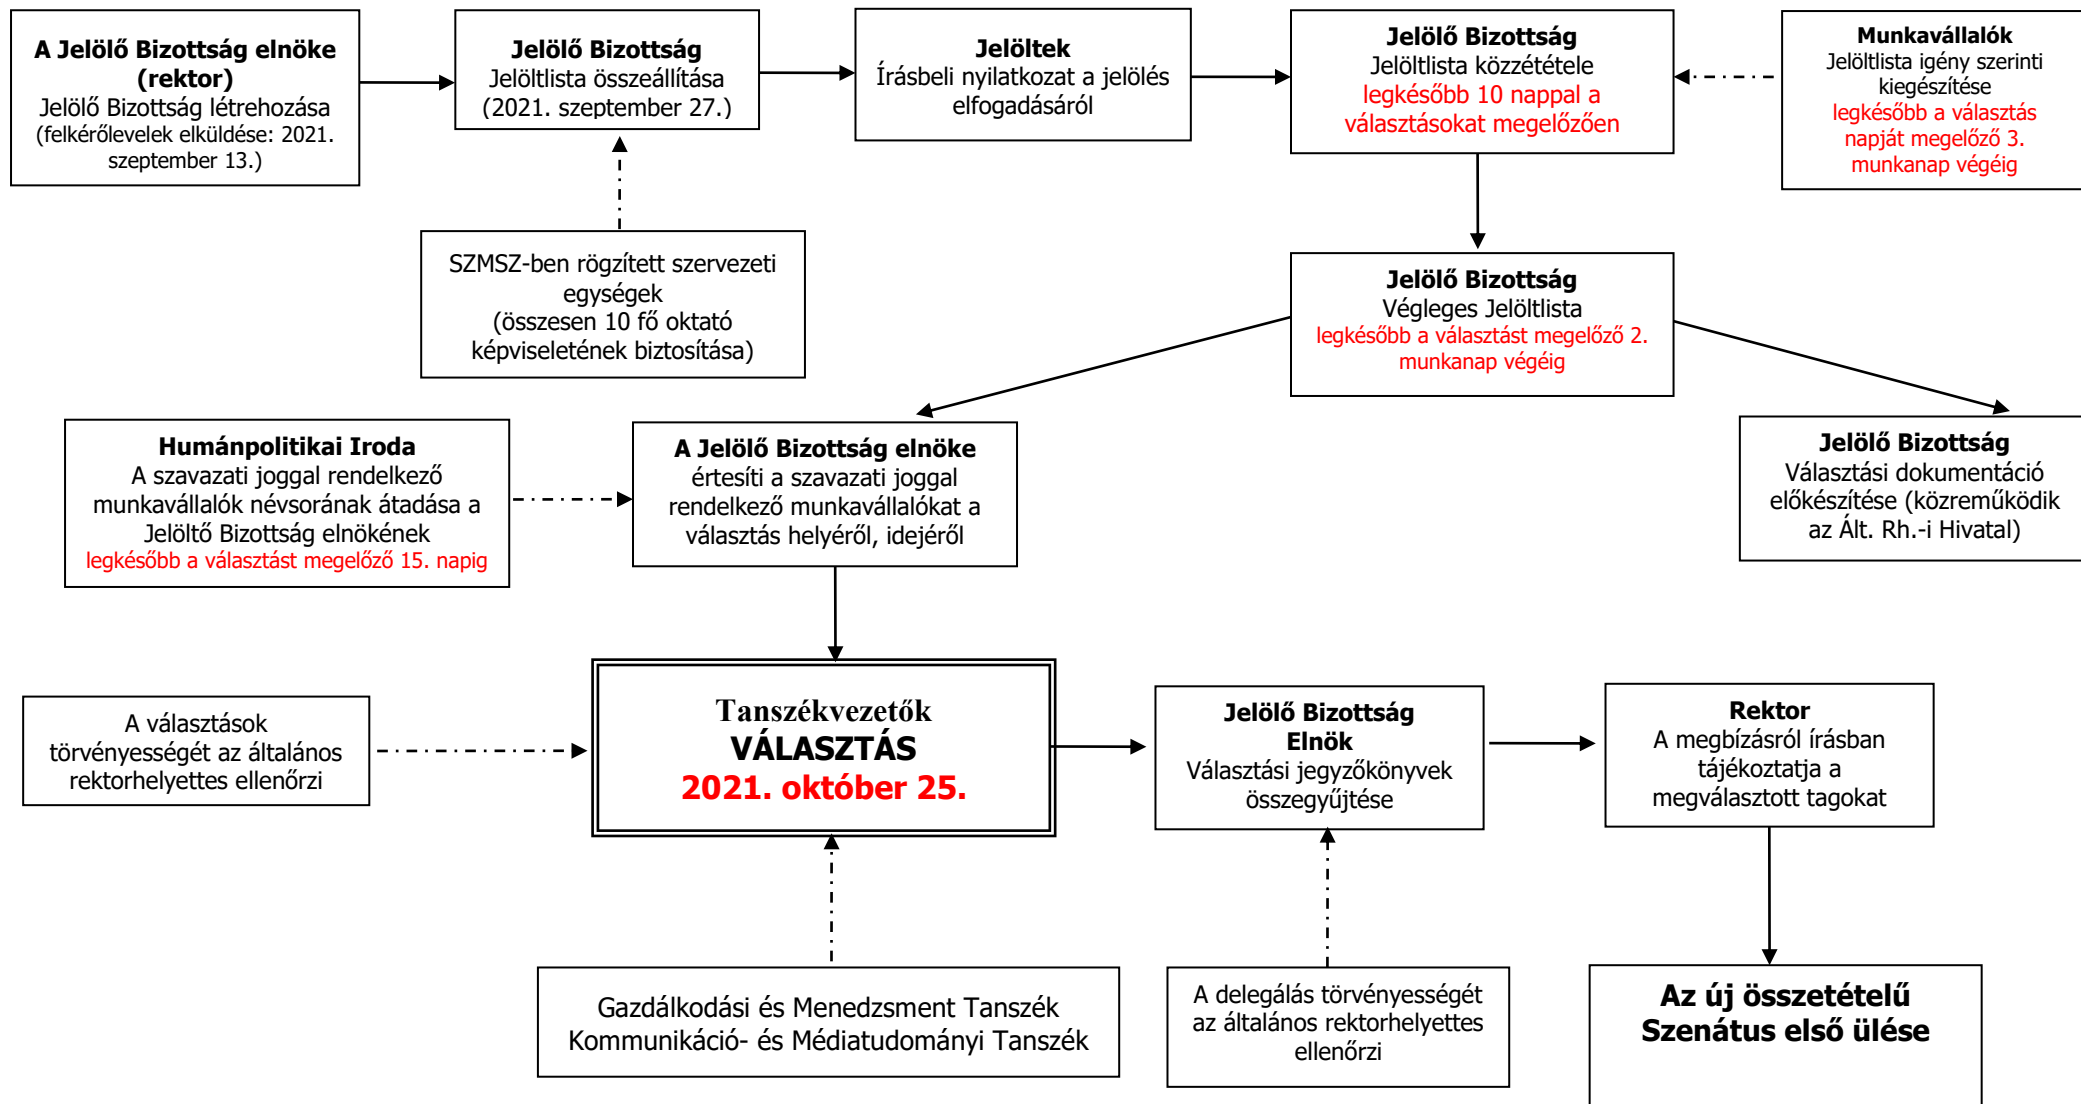 A Jelölő Bizottság elnöke
(rektor)
Jelölő Bizottság létrehozása
(felkérőlevelek elküldése: 2021.
szeptember 13.)
Jelölő Bizottság
Jelöltlista összeállítása
(2021. szeptember 27.)
Jelöltek
Írásbeli nyilatkozat a jelölés
elfogadásáról
Jelölő Bizottság
Jelöltlista közzététele
legkésőbb 10 nappal a
választásokat megelőzően
Munkavállalók
Jelöltlista igény szerinti
kiegészítése
legkésőbb a választás
napját megelőző 3.
munkanap végéig
SZMSZ-ben rögzített szervezeti
egységek
(összesen 10 fő oktató
képviseletének biztosítása)
Jelölő Bizottság
Végleges Jelöltlista
legkésőbb a választást megelőző 2.
munkanap végéig
Humánpolitikai Iroda
A szavazati joggal rendelkező
munkavállalók névsorának átadása a
Jelöltő Bizottság elnökének
legkésőbb a választást megelőző 15. napig
A Jelölő Bizottság elnöke
értesíti a szavazati joggal
rendelkező munkavállalókat a
választás helyéről, idejéről
Jelölő Bizottság
Választási dokumentáció
előkészítése (közreműködik
az Ált. Rh.-i Hivatal)
A választások
törvényességét az általános
rektorhelyettes ellenőrzi
Tanszékvezetők
VÁLASZTÁS
2021. október 25.
Jelölő Bizottság
Elnök
Választási jegyzőkönyvek
összegyűjtése
Rektor
A megbízásról írásban
tájékoztatja a
megválasztott tagokat
Gazdálkodási és Menedzsment Tanszék
Kommunikáció- és Médiatudományi Tanszék
A delegálás törvényességét
az általános rektorhelyettes
ellenőrzi
Az új összetételű
Szenátus első ülése